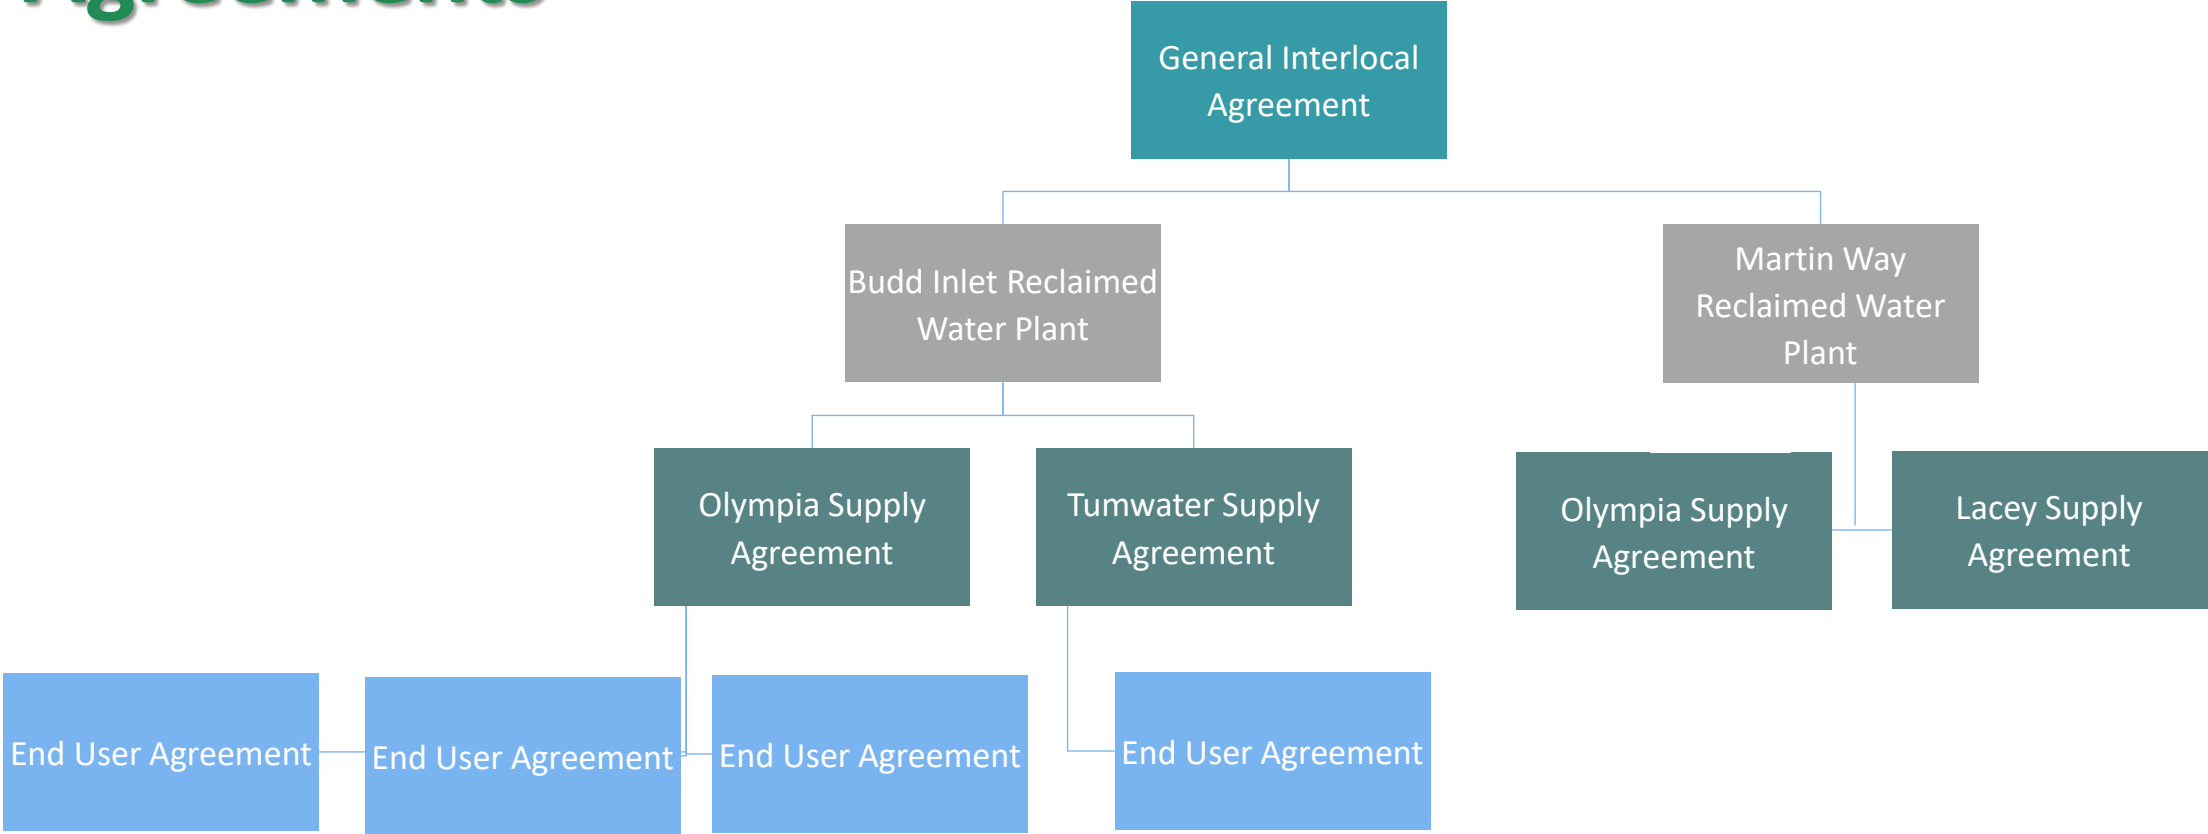 Agreements
General Interlocal
Agreement
Budd Inlet Reclaimed
Water Plant
Martin Way
Reclaimed Water
Plant
Olympia Supply
Agreement
Tumwater Supply
Agreement
Olympia Supply
Agreement
Lacey Supply
Agreement
End User Agreement
End User Agreement
End User Agreement
End User Agreement